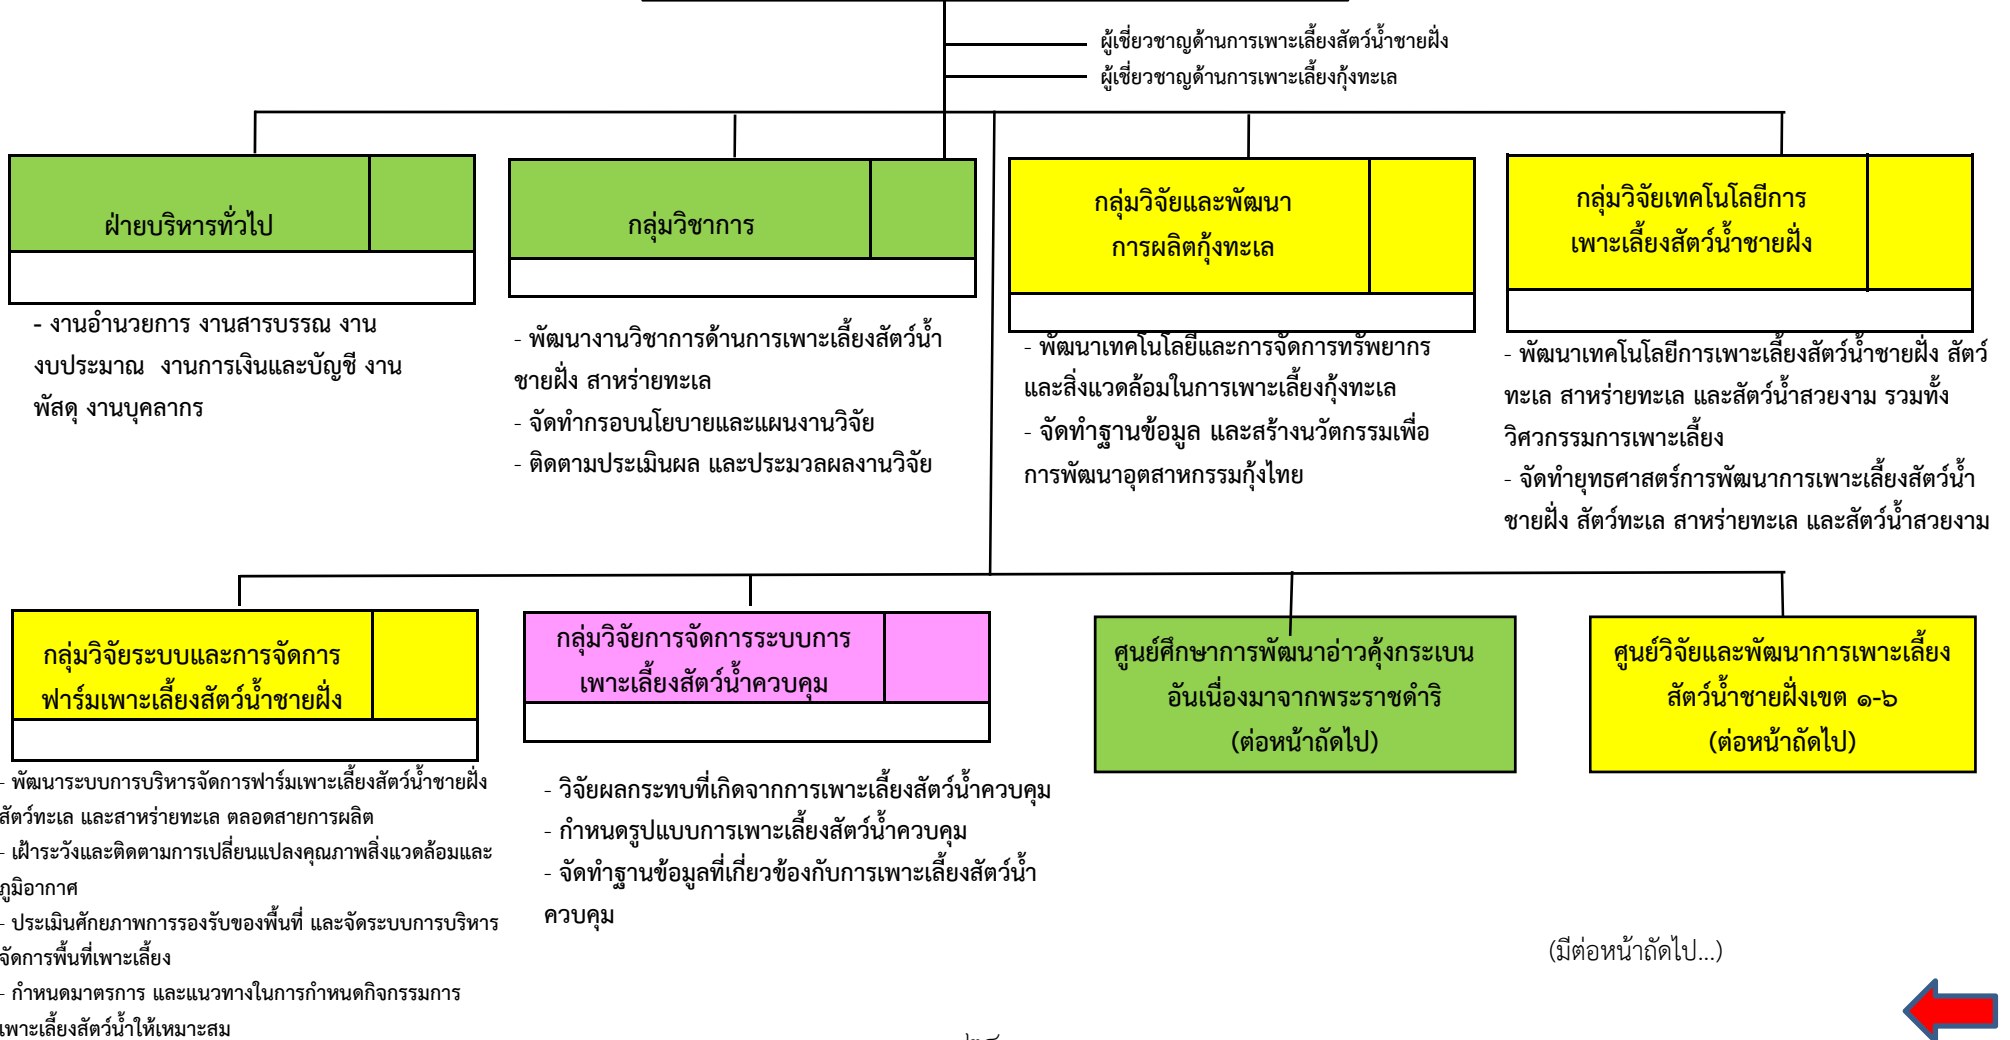 ผู้เชี่ยวชาญด้านการเพาะเลี้ยงสัตว์น้ำชายฝั่ง
ผู้เชี่ยวชาญด้านการเพาะเลี้ยงกุ้งทะเล
ฝ่ายบริหารทั่วไป
- งานอำนวยการ งานสารบรรณ งาน
งบประมาณ งานการเงินและบัญชี งาน
พัสดุ งานบุคลากร
กลุ่มวิชาการ
- พัฒนางานวิชาการด้านการเพาะเลี้ยงสัตว์น้ำ
ชายฝั่ง สาหร่ายทะเล
- จัดทำกรอบนโยบายและแผนงานวิจัย
- ติดตามประเมินผล และประมวลผลงานวิจัย
กลุ่มวิจัยและพัฒนา
การผลิตกุ้งทะเล
- พัฒนาเทคโนโลยีและการจัดการทรัพยากร
และสิ่งแวดล้อมในการเพาะเลี้ยงกุ้งทะเล
- จัดทำฐานข้อมูล และสร้างนวัตกรรมเพื่อ
การพัฒนาอุตสาหกรรมกุ้งไทย
กลุ่มวิจัยเทคโนโลยีการ
เพาะเลี้ยงสัตว์น้ำชายฝั่ง
- พัฒนาเทคโนโลยีการเพาะเลี้ยงสัตว์น้ำชายฝั่ง สัตว์
ทะเล สาหร่ายทะเล และสัตว์น้ำสวยงาม รวมทั้ง
วิศวกรรมการเพาะเลี้ยง
- จัดทำยุทธศาสตร์การพัฒนาการเพาะเลี้ยงสัตว์น้ำ
ชายฝั่ง สัตว์ทะเล สาหร่ายทะเล และสัตว์น้ำสวยงาม
กลุ่มวิจัยระบบและการจัดการ
ฟาร์มเพาะเลี้ยงสัตว์น้ำชายฝั่ง
- พัฒนาระบบการบริหารจัดการฟาร์มเพาะเลี้ยงสัตว์น้ำชายฝั่ง
สัตว์ทะเล และสาหร่ายทะเล ตลอดสายการผลิต
- เฝ้าระวังและติดตามการเปลี่ยนแปลงคุณภาพสิ่งแวดล้อมและ
ภูมิอากาศ
- ประเมินศักยภาพการรองรับของพื้นที่ และจัดระบบการบริหาร
จัดการพื้นที่เพาะเลี้ยง
- กำหนดมาตรการ และแนวทางในการกำหนดกิจกรรมการ
เพาะเลี้ยงสัตว์น้ำให้เหมาะสม
กลุ่มวิจัยการจัดการระบบการ
เพาะเลี้ยงสัตว์น้ำควบคุม
- วิจัยผลกระทบที่เกิดจากการเพาะเลี้ยงสัตว์น้ำควบคุม
- กำหนดรูปแบบการเพาะเลี้ยงสัตว์น้ำควบคุม
- จัดทำฐานข้อมูลที่เกี่ยวข้องกับการเพาะเลี้ยงสัตว์น้ำ
ควบคุม
ศูนย์ศึกษาการพัฒนาอ่าวคุ้งกระเบน
อันเนื่องมาจากพระราชดำริ
(ต่อหน้าถัดไป)
ศูนย์วิจัยและพัฒนาการเพาะเลี้ยง
สัตว์น้ำชายฝั่งเขต ๑-๖
(ต่อหน้าถัดไป)
(มีต่อหน้าถัดไป...)